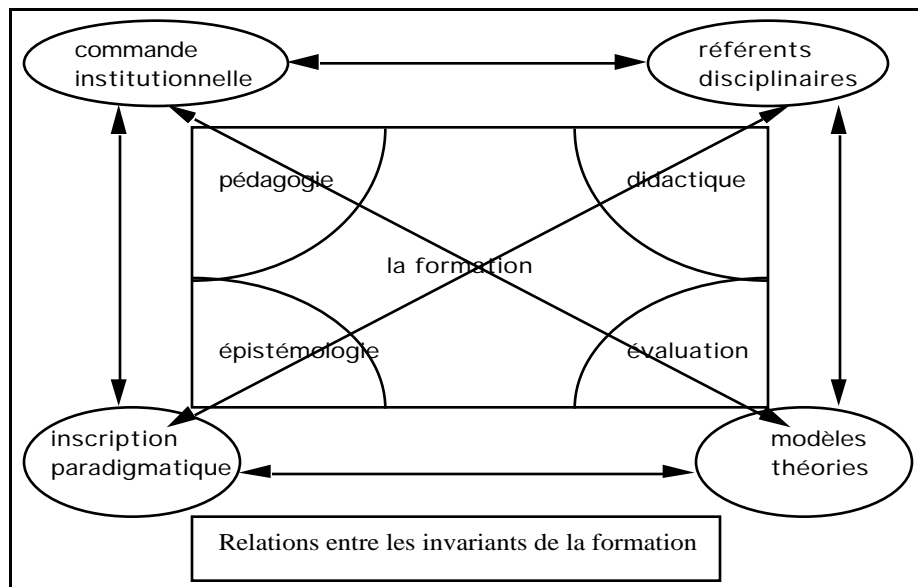 commande
institutionnelle
référents
disciplinaires
pédagogie
didactique
la formation
épistémologie
évaluation
inscription
paradigmatique
modèles
théories
Relations entre les invariants de la formation